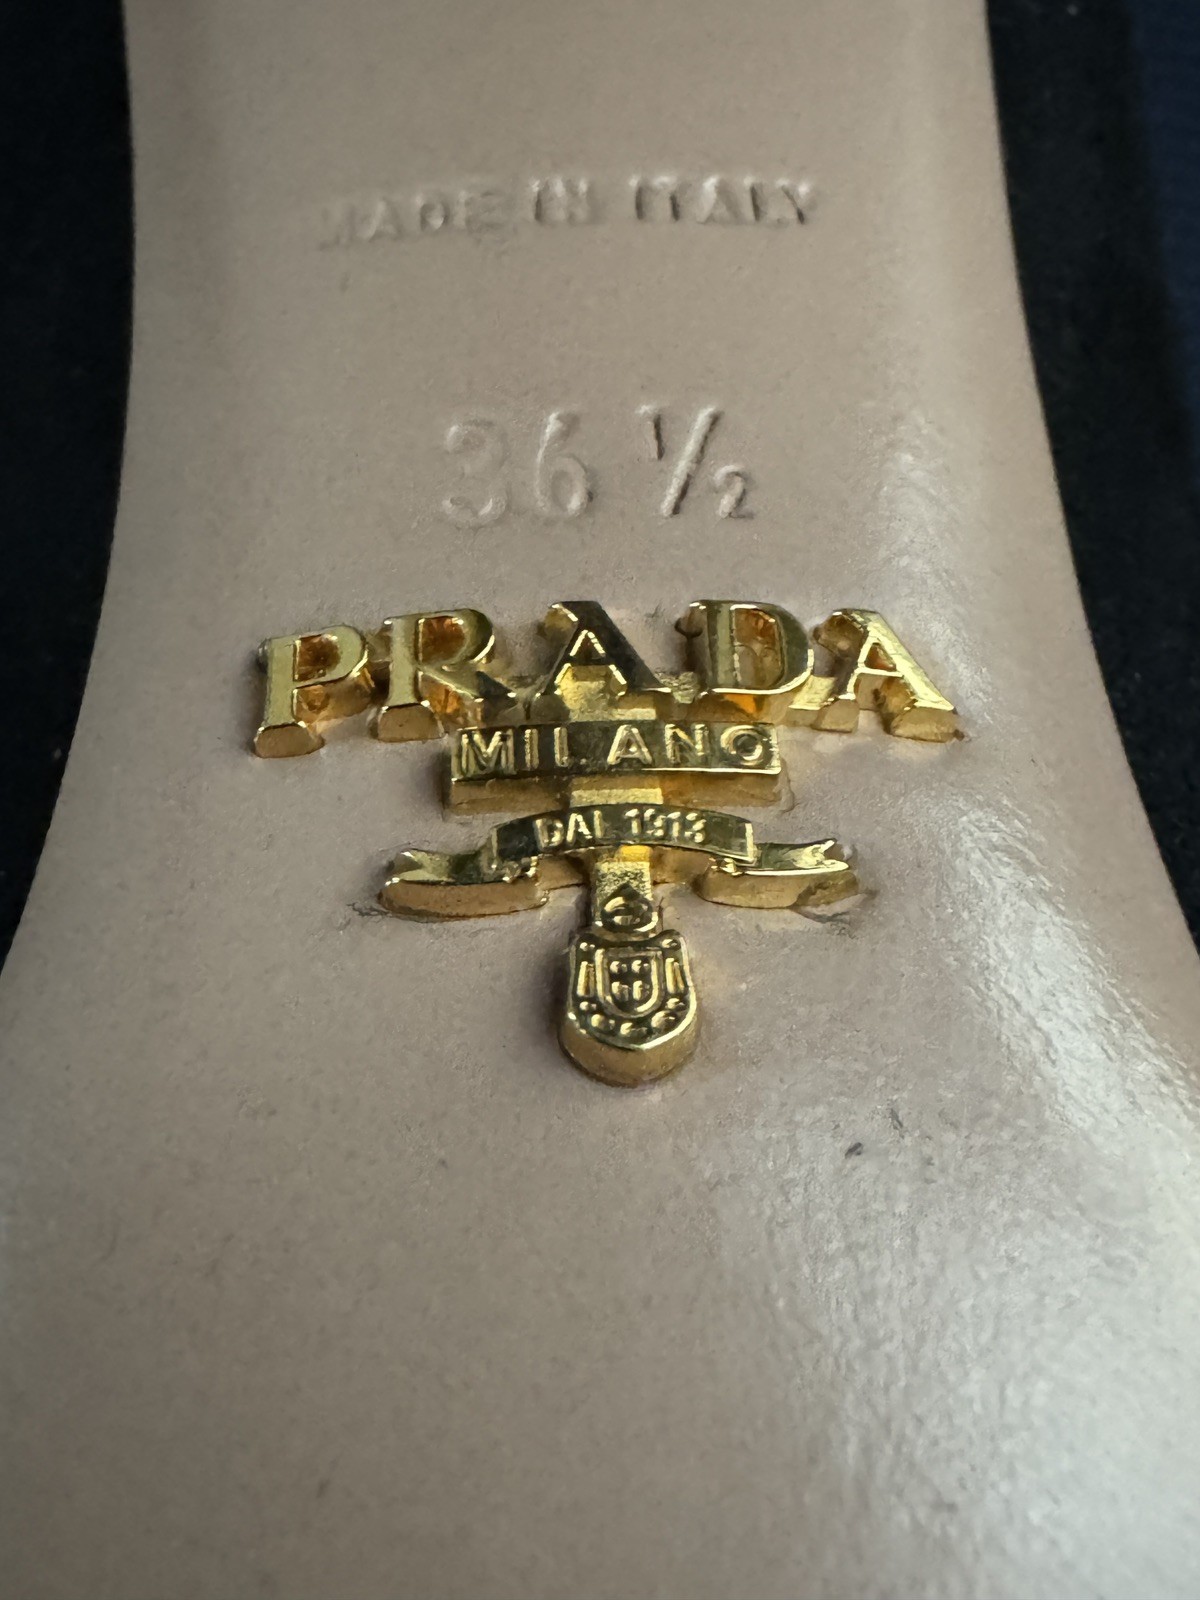 MADE IN ITALY
36 ½
PRADA
MILANO
DAL 1913